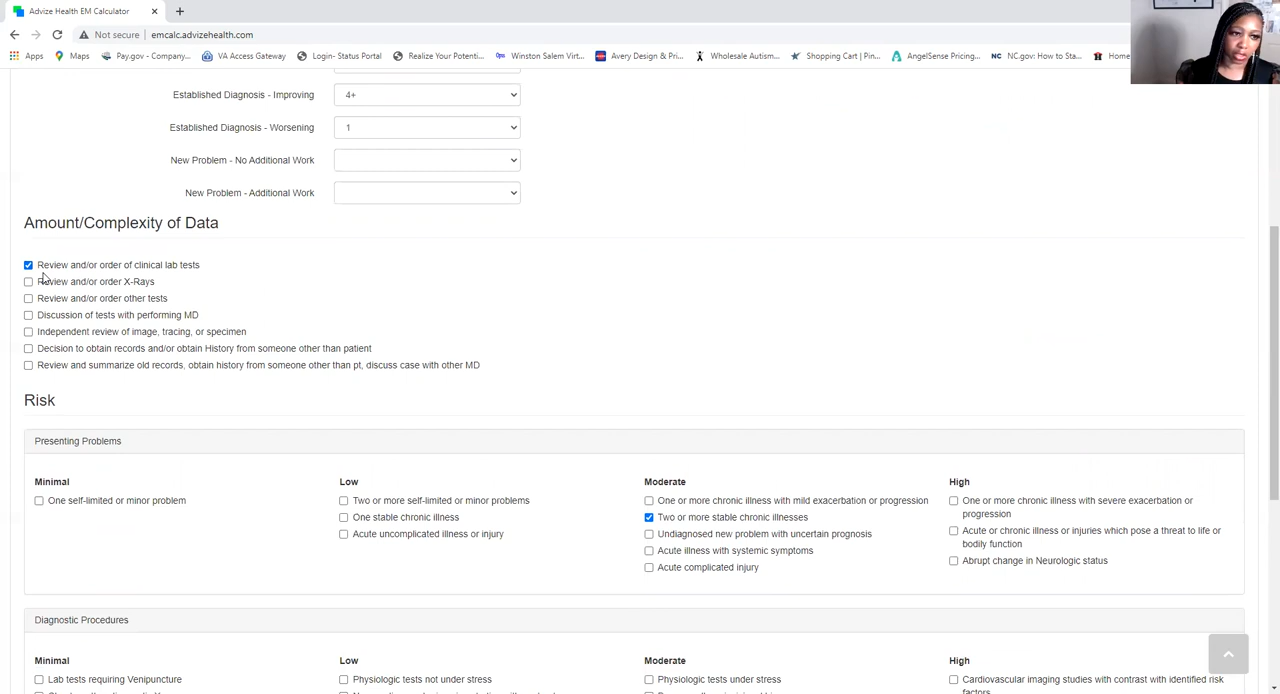 Advize Health EM Calculator
Not secure | emcalc.advizehealth.com
Apps Maps Pay.gov - Company... VA Access Gateway Login- Status Portal Realize Your Potenti... Winston Salem Virt... Avery Design & Pri... Wholesale Autism... Shopping Cart | Pin... AngelSense Pricing... NC NC.gov: How to Sta... Home
Established Diagnosis - Improving 4+
Established Diagnosis - Worsening 1
New Problem - No Additional Work
New Problem - Additional Work
Amount/Complexity of Data
Review and/or order of clinical lab tests
Review and/or order X-Rays
Review and/or order other tests
Discussion of tests with performing MD
Independent review of image, tracing, or specimen
Decision to obtain records and/or obtain History from someone other than patient
Review and summarize old records, obtain history from someone other than pt, discuss case with other MD
Risk
Presenting Problems
Minimal
One self-limited or minor problem
Low
Two or more self-limited or minor problems
One stable chronic illness
Acute uncomplicated illness or injury
Moderate
One or more chronic illness with mild exacerbation or progression
Two or more stable chronic illnesses
Undiagnosed new problem with uncertain prognosis
Acute illness with systemic symptoms
Acute complicated injury
High
One or more chronic illness with severe exacerbation or
progression
Acute or chronic illness or injuries which pose a threat to life or
bodily function
Abrupt change in Neurologic status
Diagnostic Procedures
Minimal
Lab tests requiring Venipuncture
Low
Physiologic tests not under stress
Moderate
Physiologic tests under stress
High
Cardiovascular imaging studies with contrast with identified risk
factors